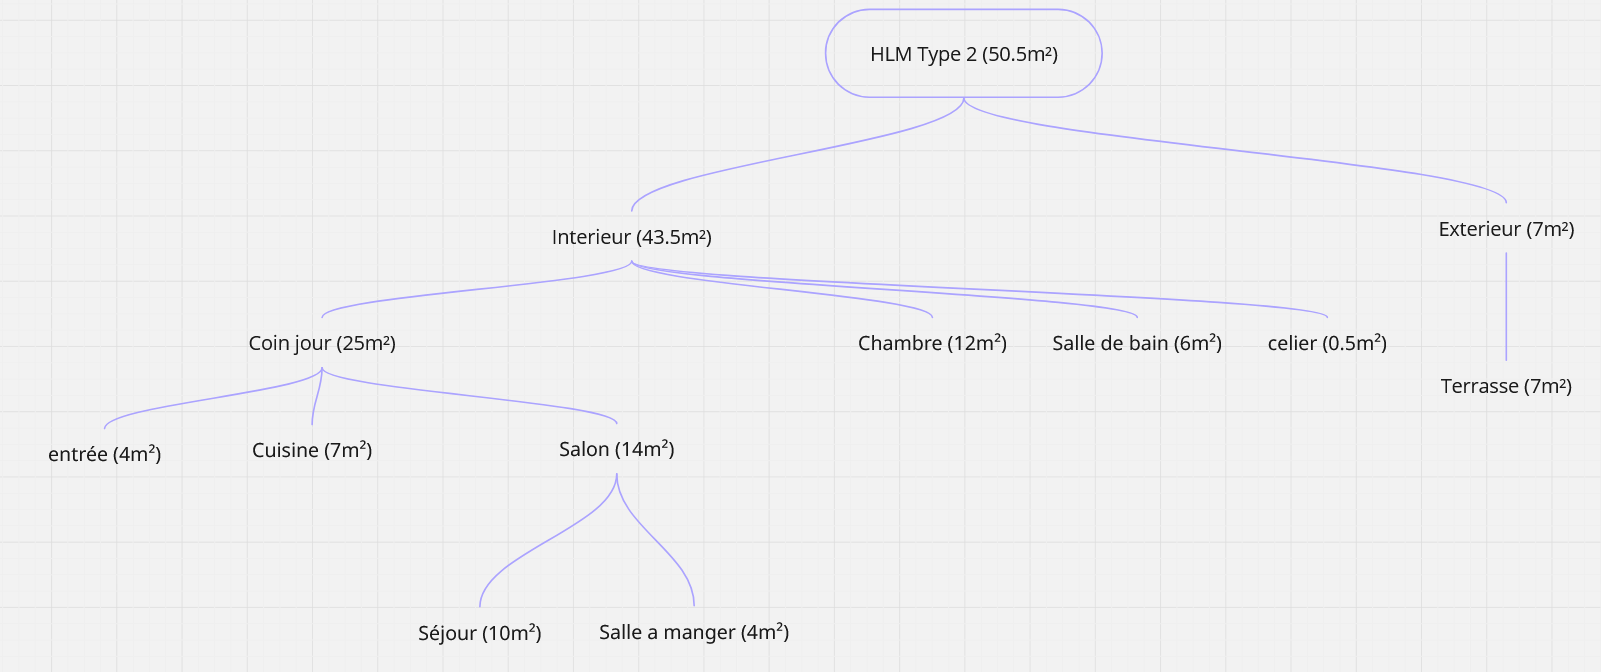 HLM Type 2 (50.5m²)
Interieur (43.5m²)
Exterieur (7m²)
Coin jour (25m²)
Chambre (12m²)
Salle de bain (6m²)
celier (0.5m²)
Terrasse (7m²)
entrée (4m²)
Cuisine (7m²)
Salon (14m²)
Séjour (10m²)
Salle a manger (4m²)